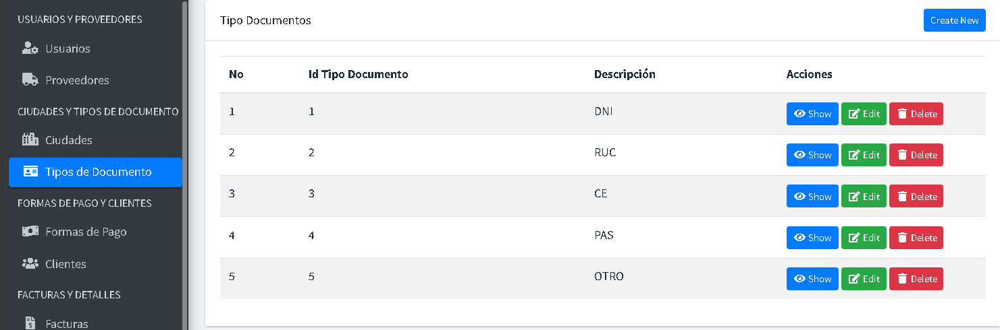 USUARIOS Y PROVEEDORES
Usuarios
Proveedores
CIUDADES Y TIPOS DE DOCUMENTO
Ciudades
Tipos de Documento
FORMAS DE PAGO Y CLIENTES
Formas de Pago
Clientes
FACTURAS Y DETALLES
Facturas
Tipo Documentos
Create New
No Id Tipo Documento Descripción Acciones
1 1 DNI Show Edit Delete
2 2 RUC Show Edit Delete
3 3 CE Show Edit Delete
4 4 PAS Show Edit Delete
5 5 OTRO Show Edit Delete